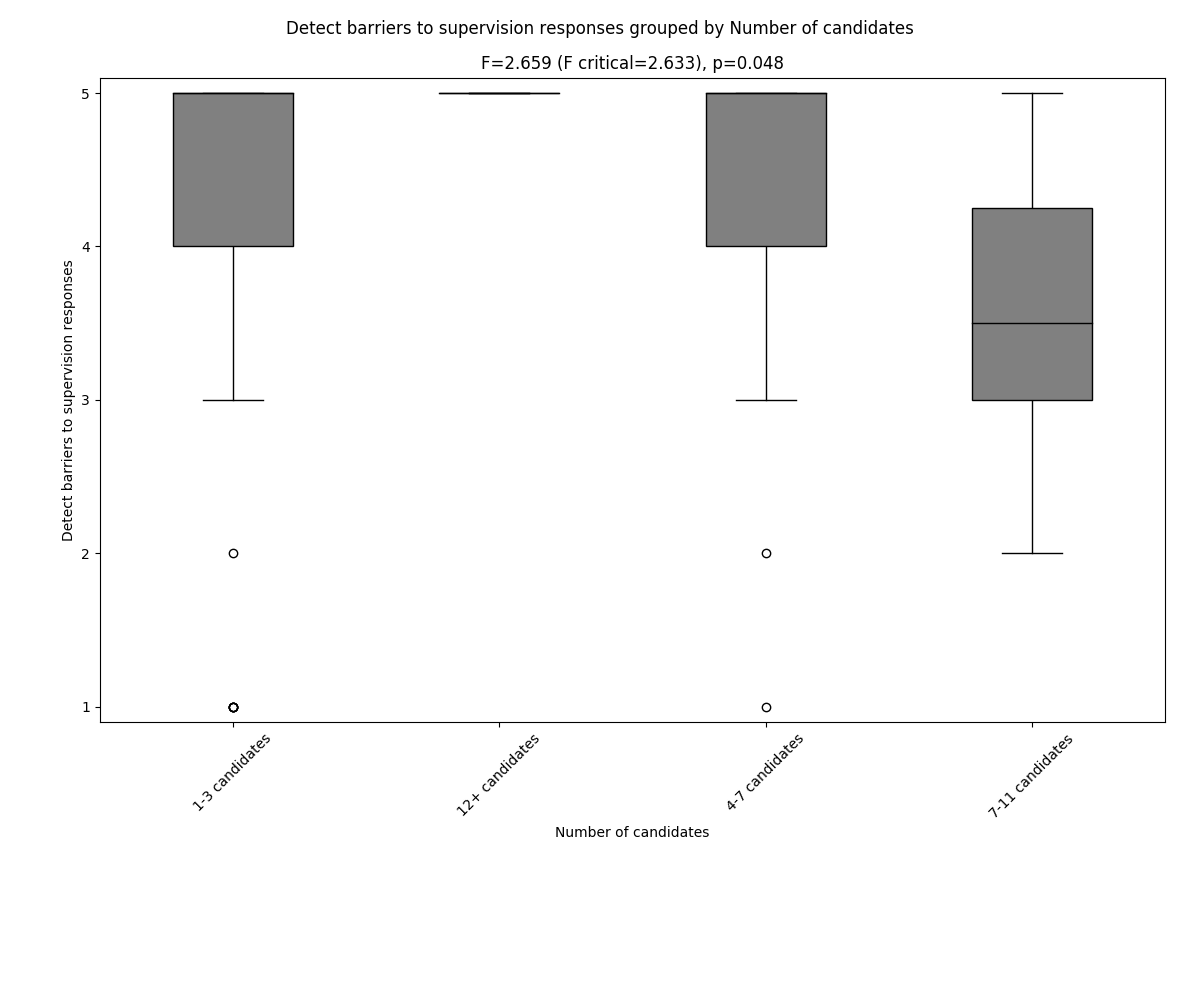 Detect barriers to supervision responses grouped by Number of candidates
F=2.659 (F critical=2.633), p=0.048
Detect barriers to supervision responses
5
4
3
2
1
1-3 candidates
12+ candidates
4-7 candidates
7-11 candidates
Number of candidates